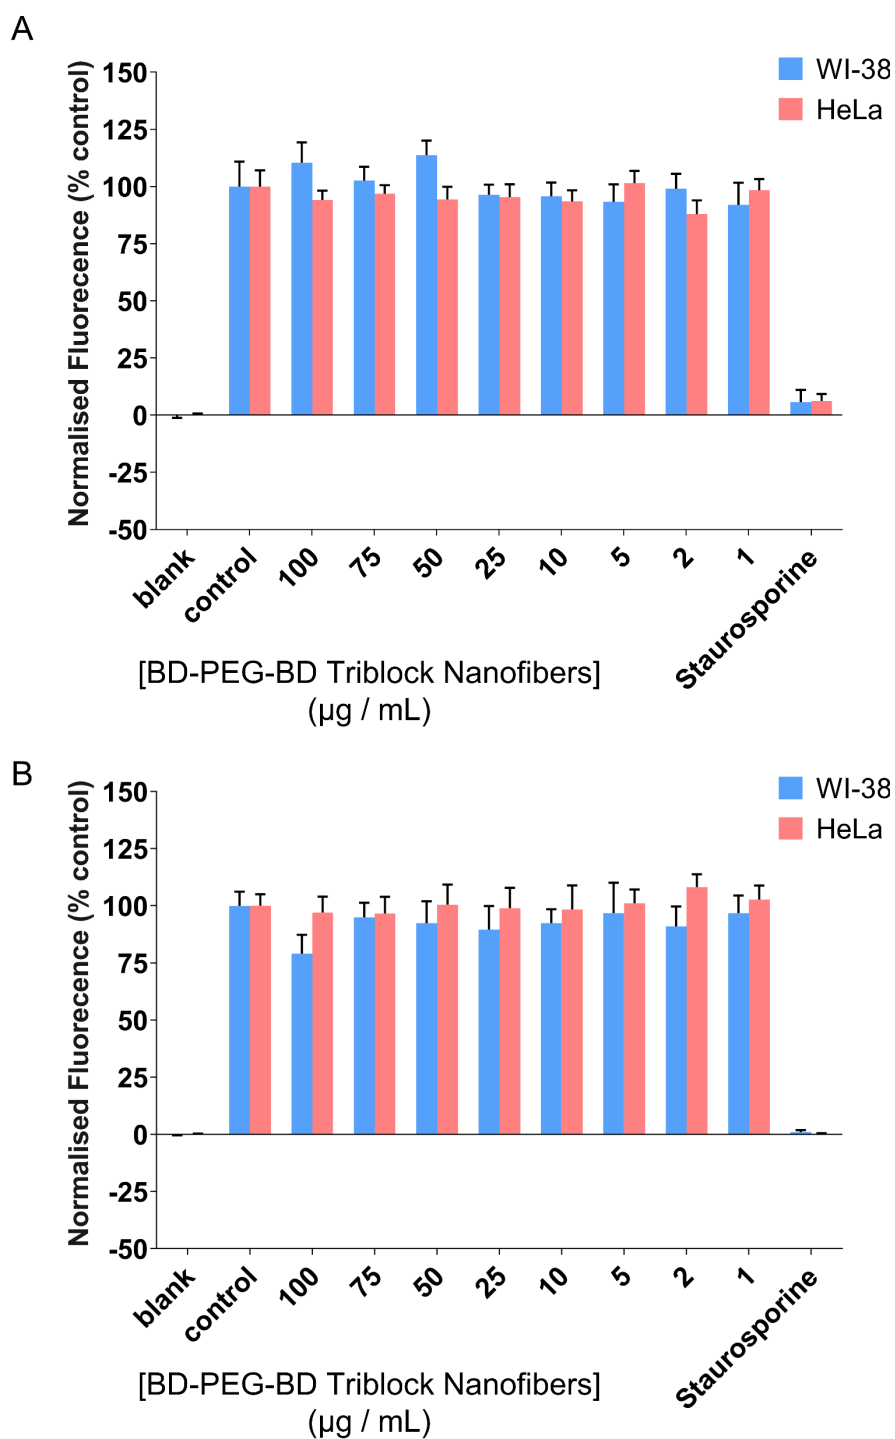 A
WI-38
HeLa
Normalised Fluorecence (% control)
150
125
100
75
50
25
0
-25
-50
blank
control
100
75
50
25
10
5
2
1
Staurosporine
[BD-PEG-BD Triblock Nanofibers]
(µg / mL)
B
WI-38
HeLa
Normalised Fluorecence (% control)
150
125
100
75
50
25
0
-25
-50
blank
control
100
75
50
25
10
5
2
1
Staurosporine
[BD-PEG-BD Triblock Nanofibers]
(µg / mL)